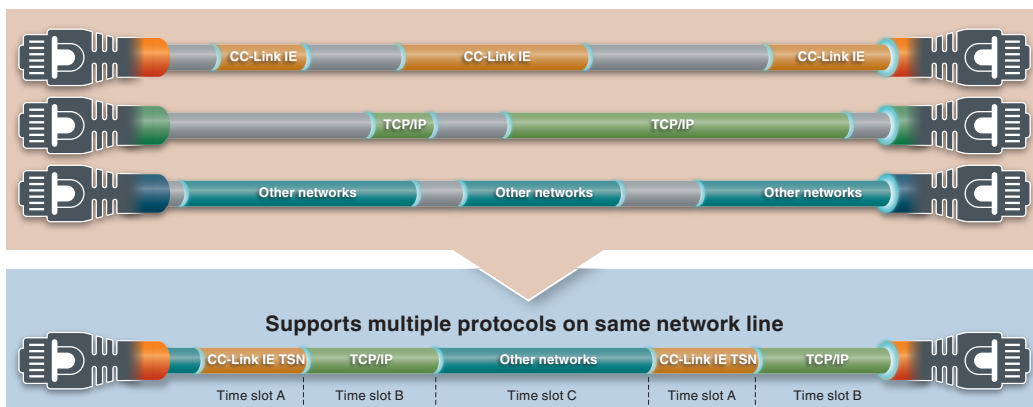 CC-Link IE CC-Link IE CC-Link IE
TCP/IP TCP/IP
Other networks Other networks Other networks
Supports multiple protocols on same network line
CC-Link IE TSN TCP/IP Other networks CC-Link IE TSN TCP/IP
Time slot A Time slot B Time slot C Time slot A Time slot B